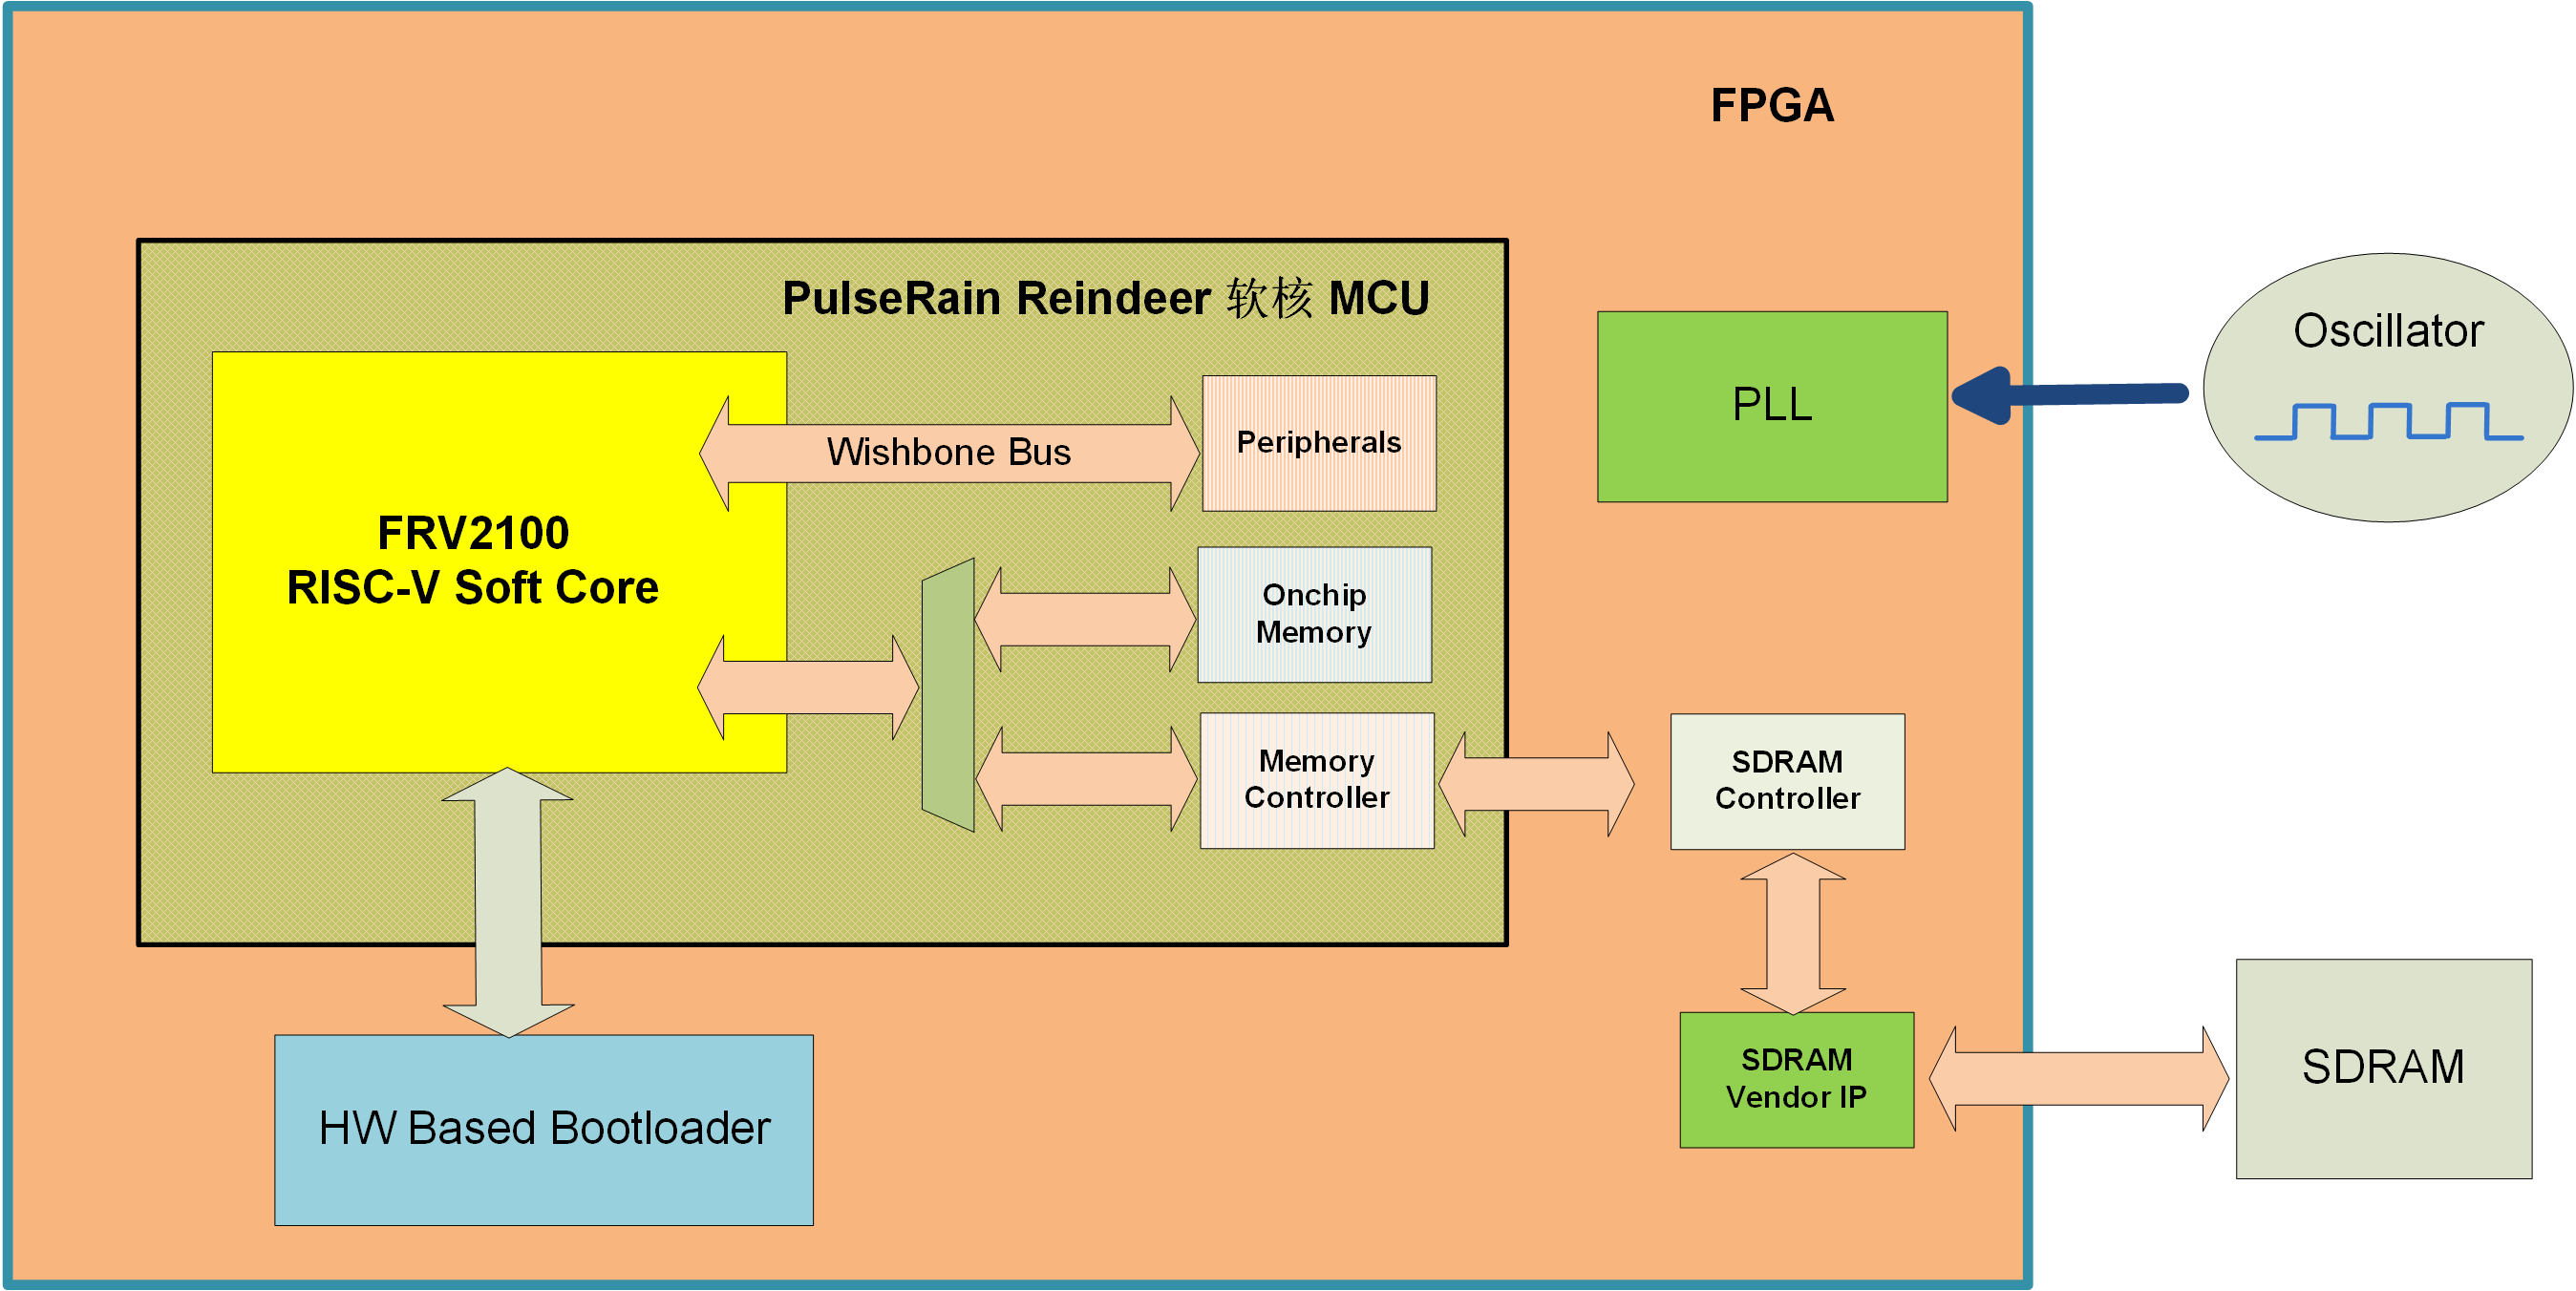 FPGA
PulseRain Reindeer 软核 MCU
Oscillator
PLL
Wishbone Bus
Peripherals
FRV2100
RISC-V Soft Core
Onchip
Memory
Memory
Controller
SDRAM
Controller
SDRAM
Vendor IP
SDRAM
HW Based Bootloader